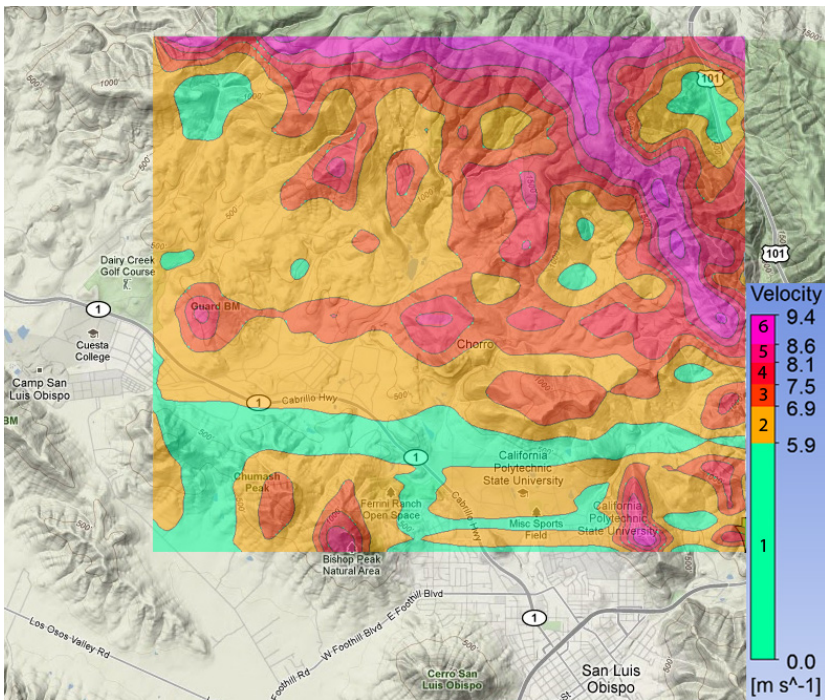 101
101
Dairy Creek
Golf Course
1
Guard BM
Cuesta
College
Camp San
Luis Obispo
BM
Chorro
1
Cabrillo Hwy
1
California
Polytechnic
State University
Chumash
Peak
Ferrini Ranch
Open Space
Cabrillo Hwy
Misc Sports
Field
California
Polytechnic
State University
Bishop Peak
Natural Area
E Foothill Blvd
W Foothill Blvd
Foothill Rd
Los Osos Valley Rd
1
Cerro San
Luis Obispo
San Luis
Obispo
St
Velocity
6
9.4
5
8.6
4
8.1
3
7.5
2
6.9
5.9
1
0.0
[m s^-1]
500
1000
1500